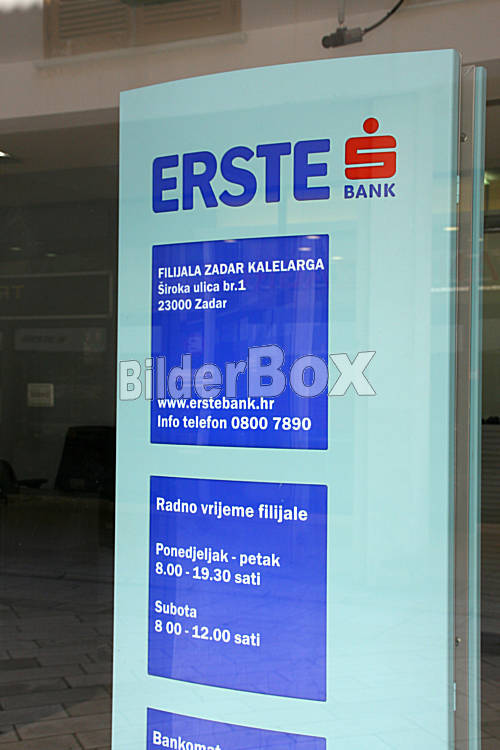 ERSTE
BANK
FILIJALA ZADAR KALELARGA
Široka ulica br.1
23000 Zadar
BilderBox
www.erstebank.hr
Info telefon 0800 7890
Radno vrijeme filijale
Ponedjeljak - petak
8.00 - 19.30 sati
Subota
8 00 - 12.00 sati
Bankomat